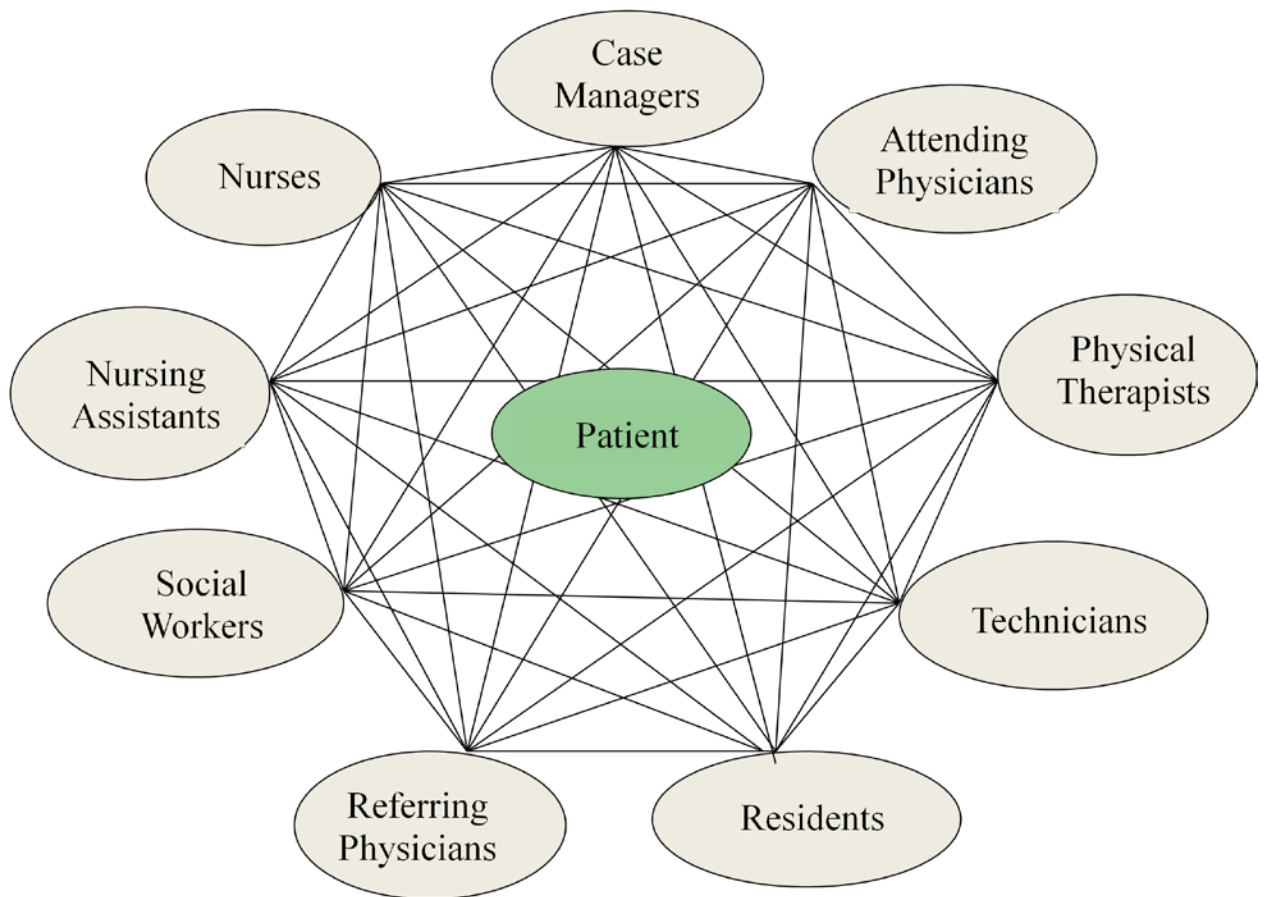 Case
Managers
Attending
Physicians
Nurses
Physical
Therapists
Nursing
Assistants
Patient
Social
Workers
Technicians
Referring
Physicians
Residents